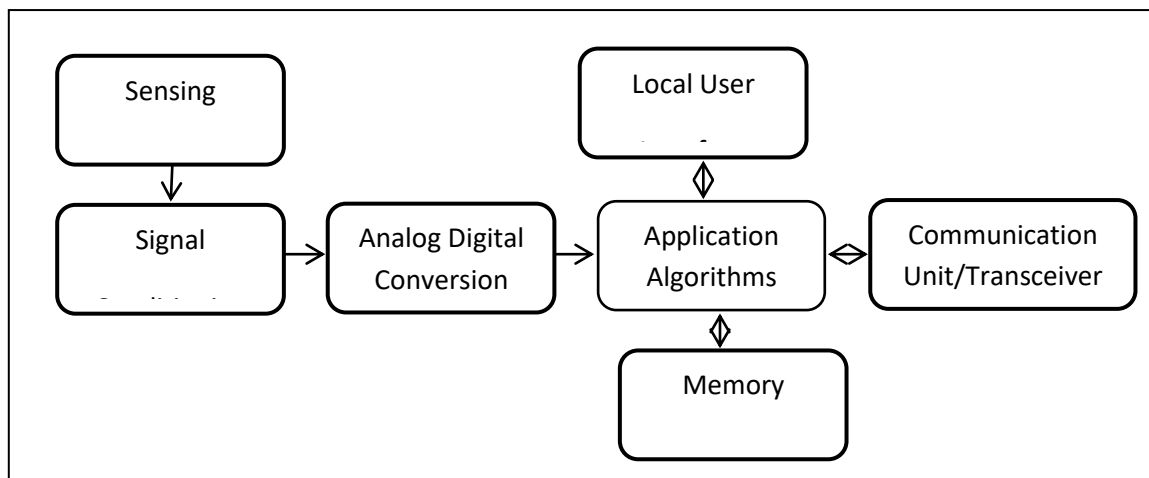 Sensing
Local User
Signal
Analog Digital
Conversion
Application
Algorithms
Communication
Unit/Transceiver
Memory